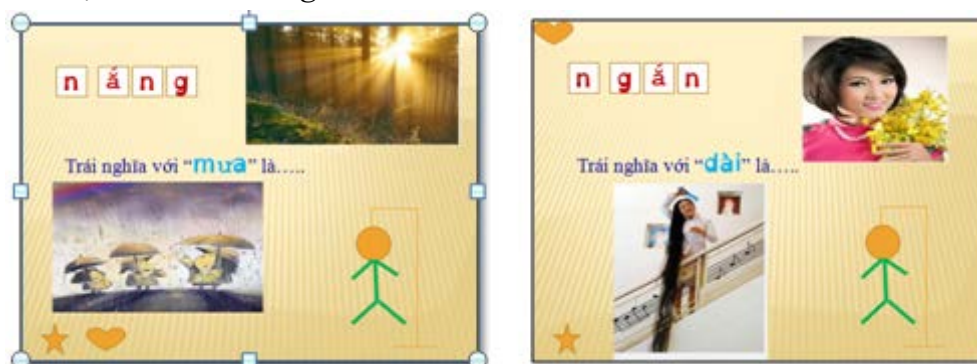 n ắ n g
Trái nghĩa với “mưa” là.....
n g ắ n
Trái nghĩa với “dài” là.....